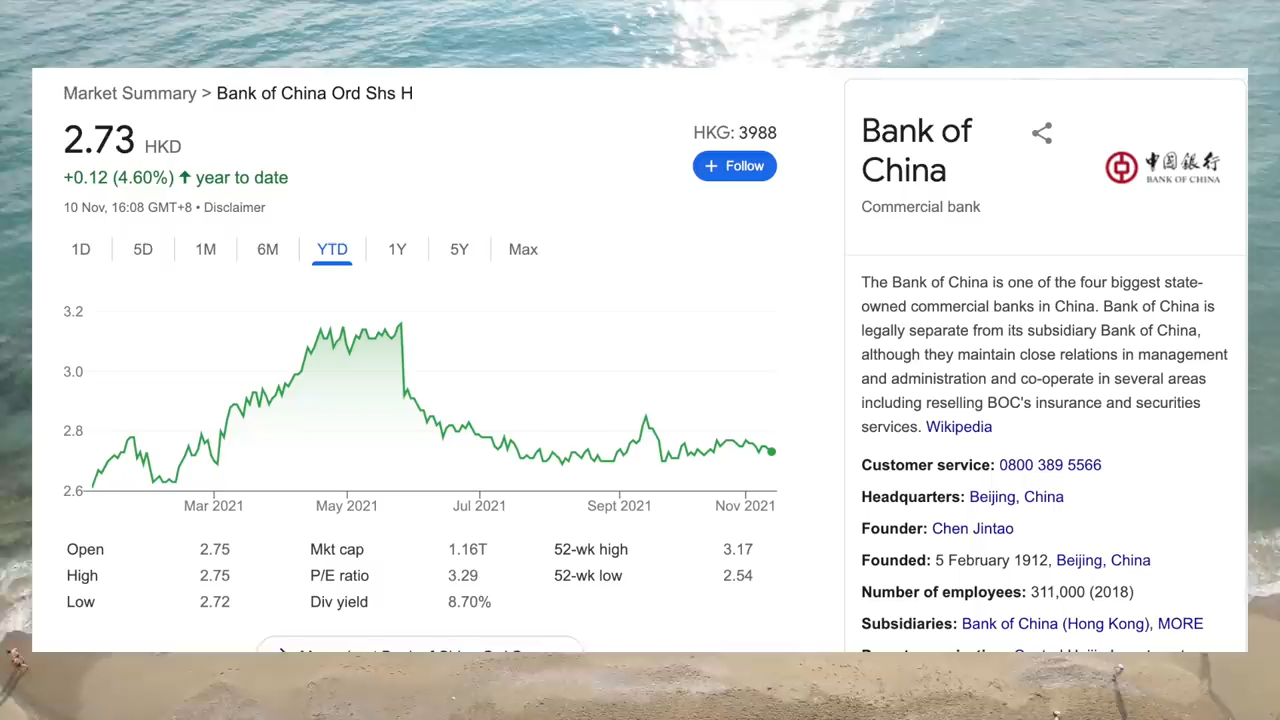 Market Summary > Bank of China Ord Shs H
2.73 HKD
+0.12 (4.60%) ↑ year to date
10 Nov, 16:08 GMT+8 • Disclaimer
HKG: 3988
+ Follow
1D 5D 1M 6M YTD 1Y 5Y Max
3.2
3.0
2.8
2.6
Mar 2021 May 2021 Jul 2021 Sept 2021 Nov 2021
Open 2.75 Mkt cap 1.16T 52-wk high 3.17
High 2.75 P/E ratio 3.29 52-wk low 2.54
Low 2.72 Div yield 8.70%
Bank of
China
Commercial bank
中国银行
BANK OF CHINA
The Bank of China is one of the four biggest state-
owned commercial banks in China. Bank of China is
legally separate from its subsidiary Bank of China,
although they maintain close relations in management
and administration and co-operate in several areas
including reselling BOC's insurance and securities
services. Wikipedia
Customer service: 0800 389 5566
Headquarters: Beijing, China
Founder: Chen Jintao
Founded: 5 February 1912, Beijing, China
Number of employees: 311,000 (2018)
Subsidiaries: Bank of China (Hong Kong), MORE